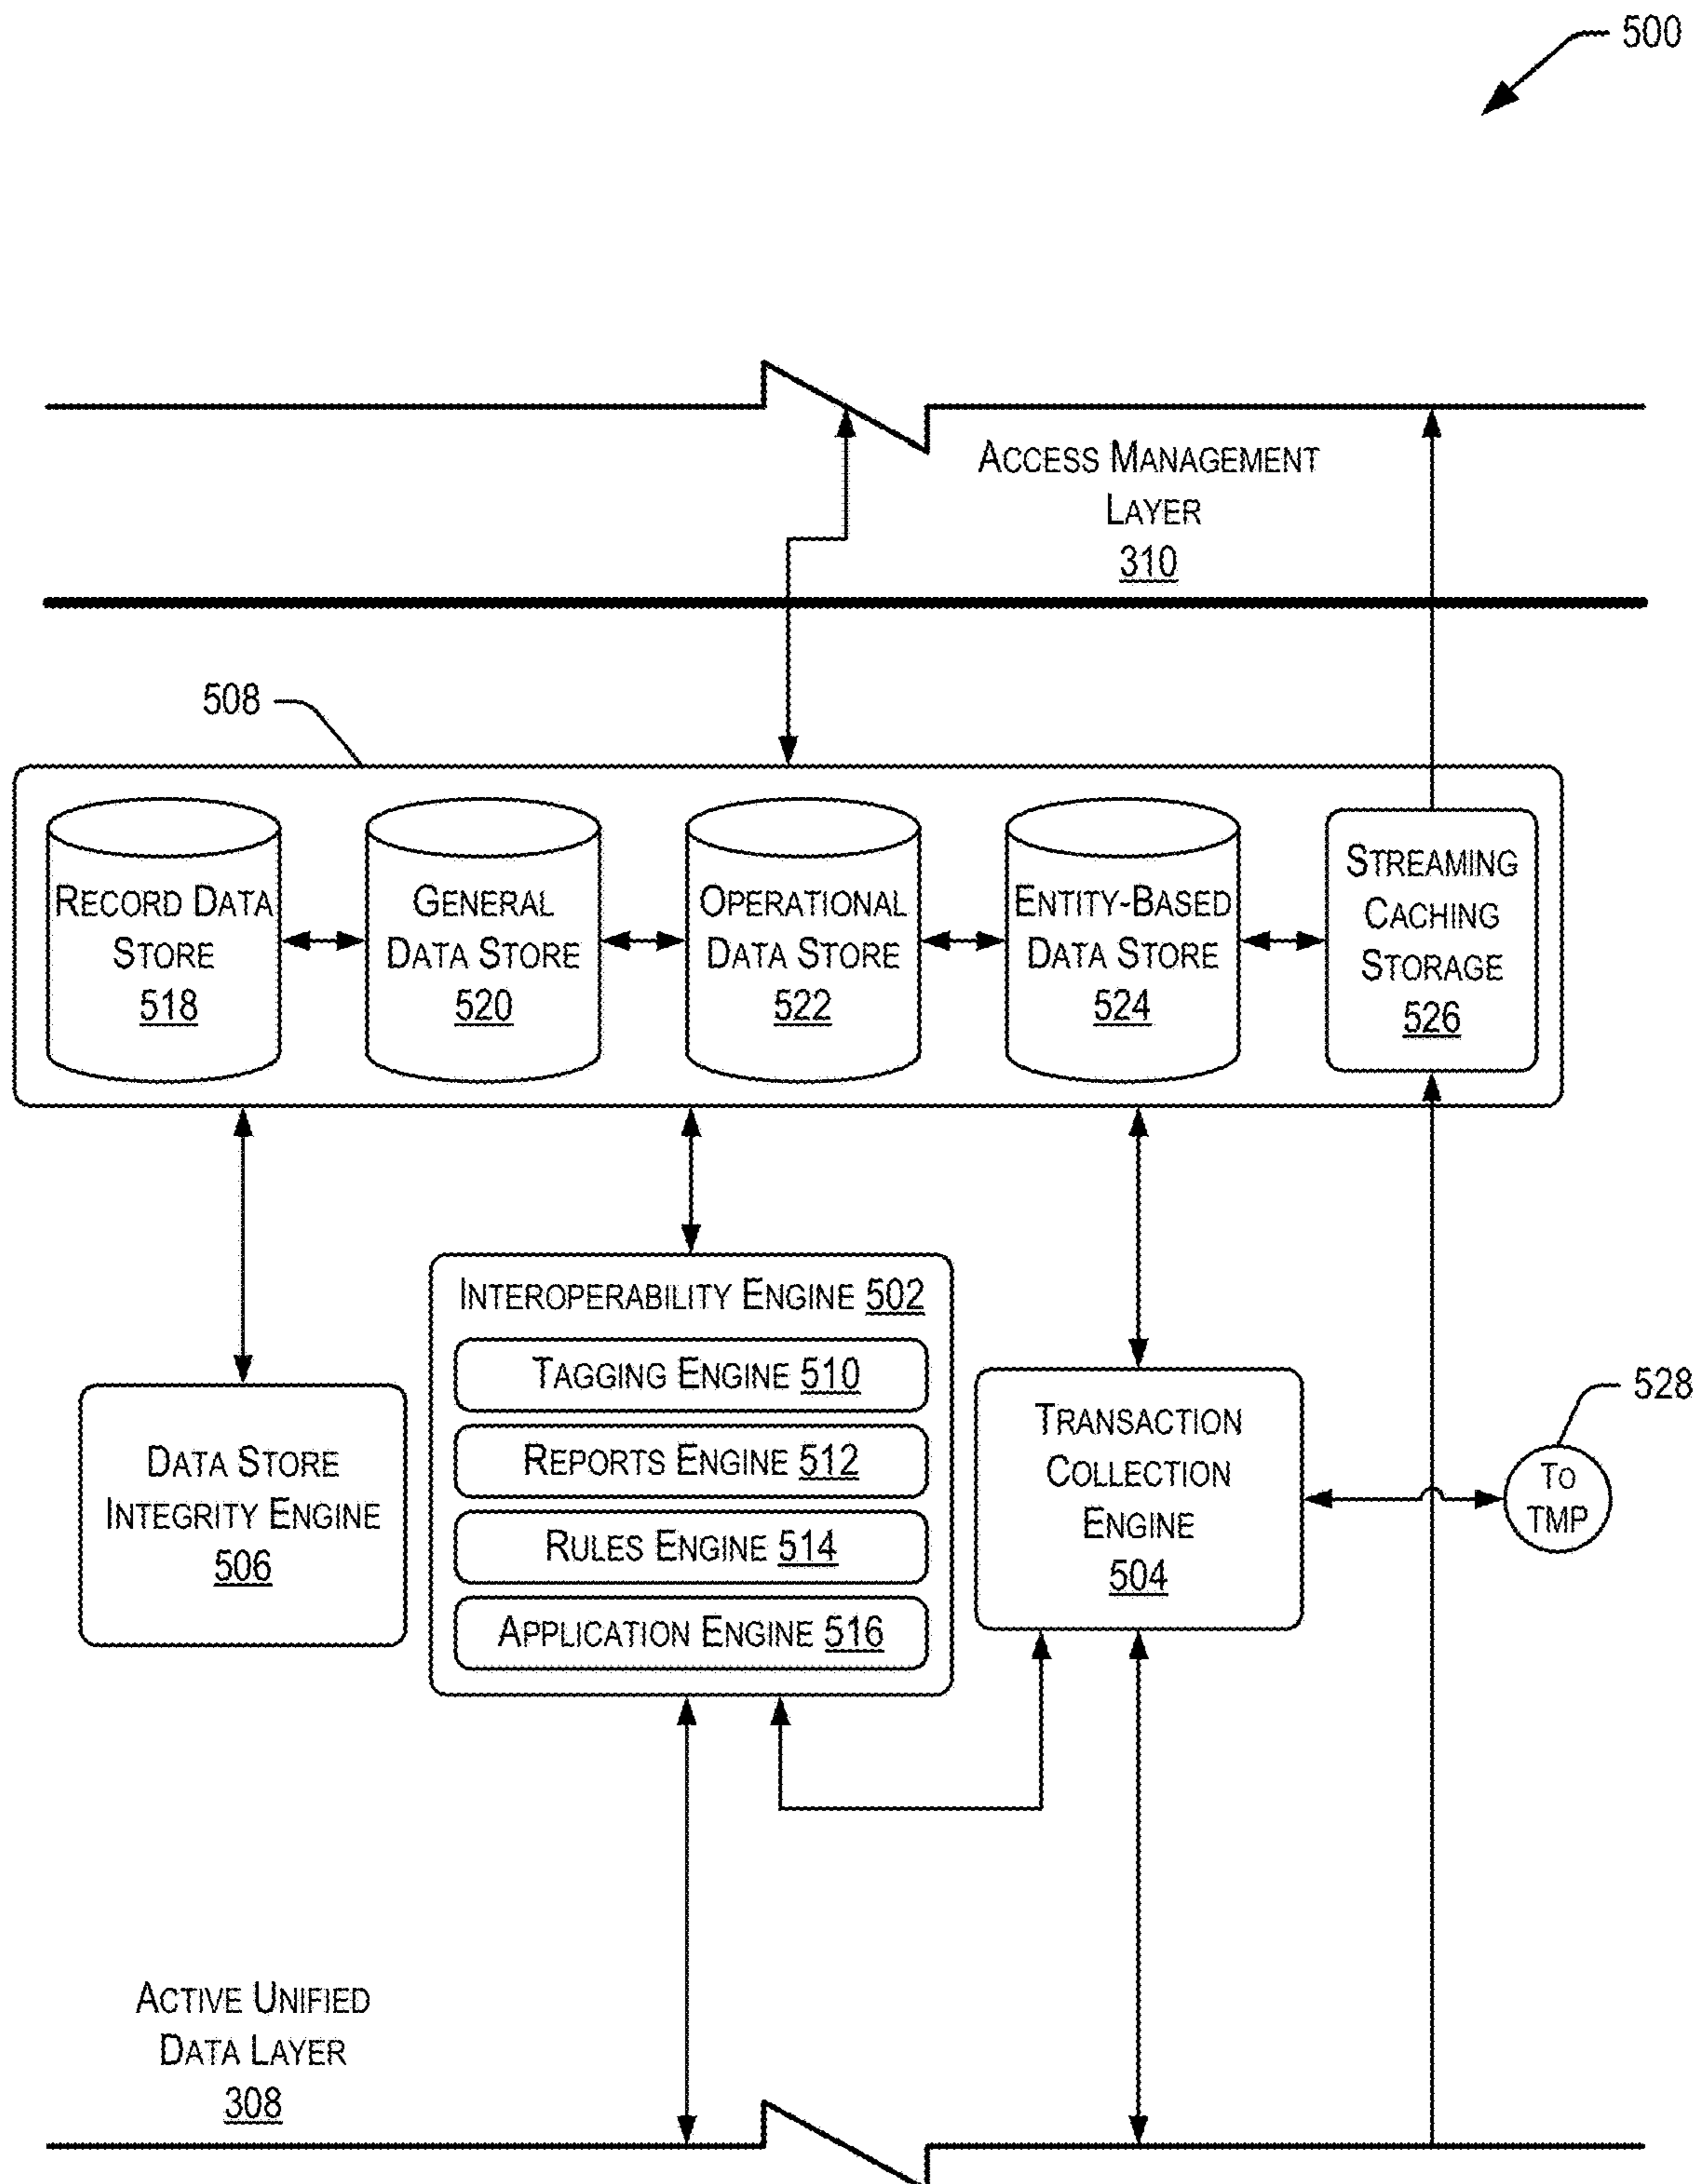 500
ACCESS MANAGEMENT
LAYER
310
508
RECORD DATA
STORE
518
GENERAL
DATA STORE
520
OPERATIONAL
DATA STORE
522
ENTITY-BASED
DATA STORE
524
STREAMING
CACHING
STORAGE
526
INTEROPERABILITY ENGINE 502
TAGGING ENGINE 510
REPORTS ENGINE 512
RULES ENGINE 514
APPLICATION ENGINE 516
DATA STORE
INTEGRITY ENGINE
506
TRANSACTION
COLLECTION
ENGINE
504
528
TO
TMP
ACTIVE UNIFIED
DATA LAYER
308